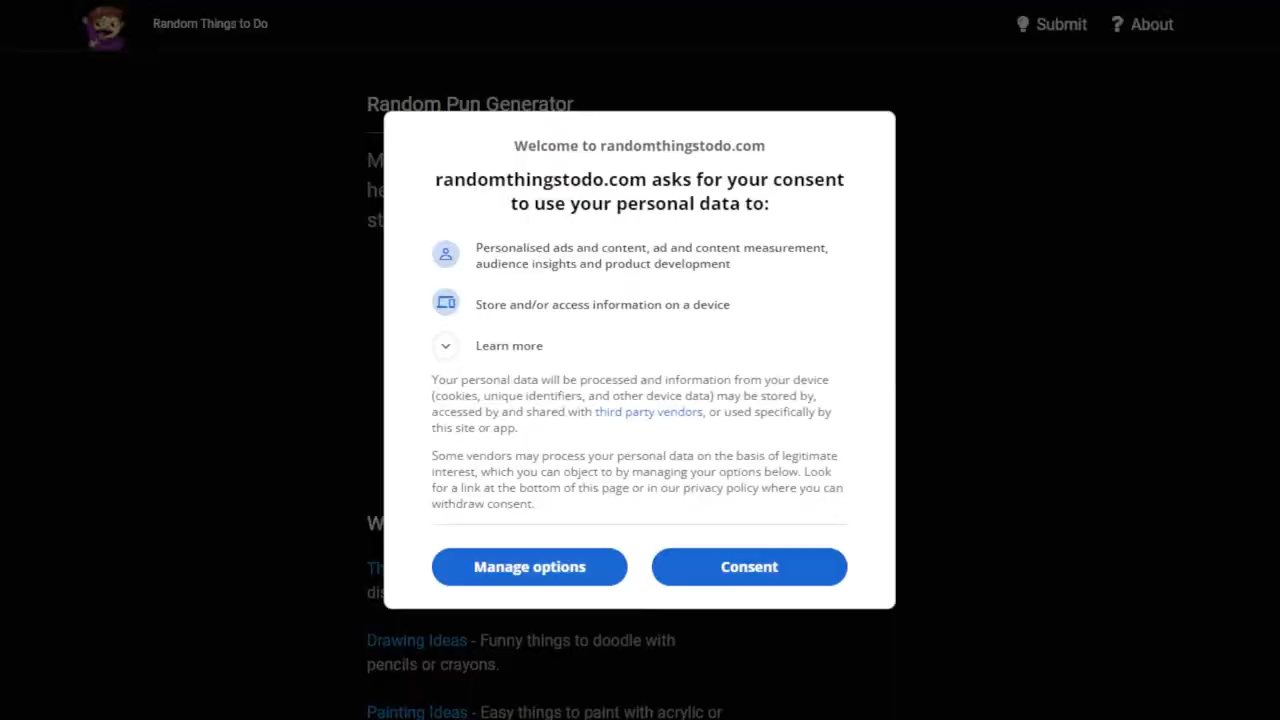 Random Things to Do
Submit
About
Random Pun Generator
Welcome to randomthingstodo.com
randomthingstodo.com asks for your consent
to use your personal data to:
Personalised ads and content, ad and content measurement,
audience insights and product development
Store and/or access information on a device
Learn more
Your personal data will be processed and information from your device
(cookies, unique identifiers, and other device data) may be stored by,
accessed by and shared with third party vendors, or used specifically by
this site or app.
Some vendors may process your personal data on the basis of legitimate
interest, which you can object to by managing your options below. Look
for a link at the bottom of this page or in our privacy policy where you can
withdraw consent.
Manage options
Consent
Drawing Ideas - Funny things to doodle with
pencils or crayons.
Painting Ideas - Easy things to paint with acrylic or